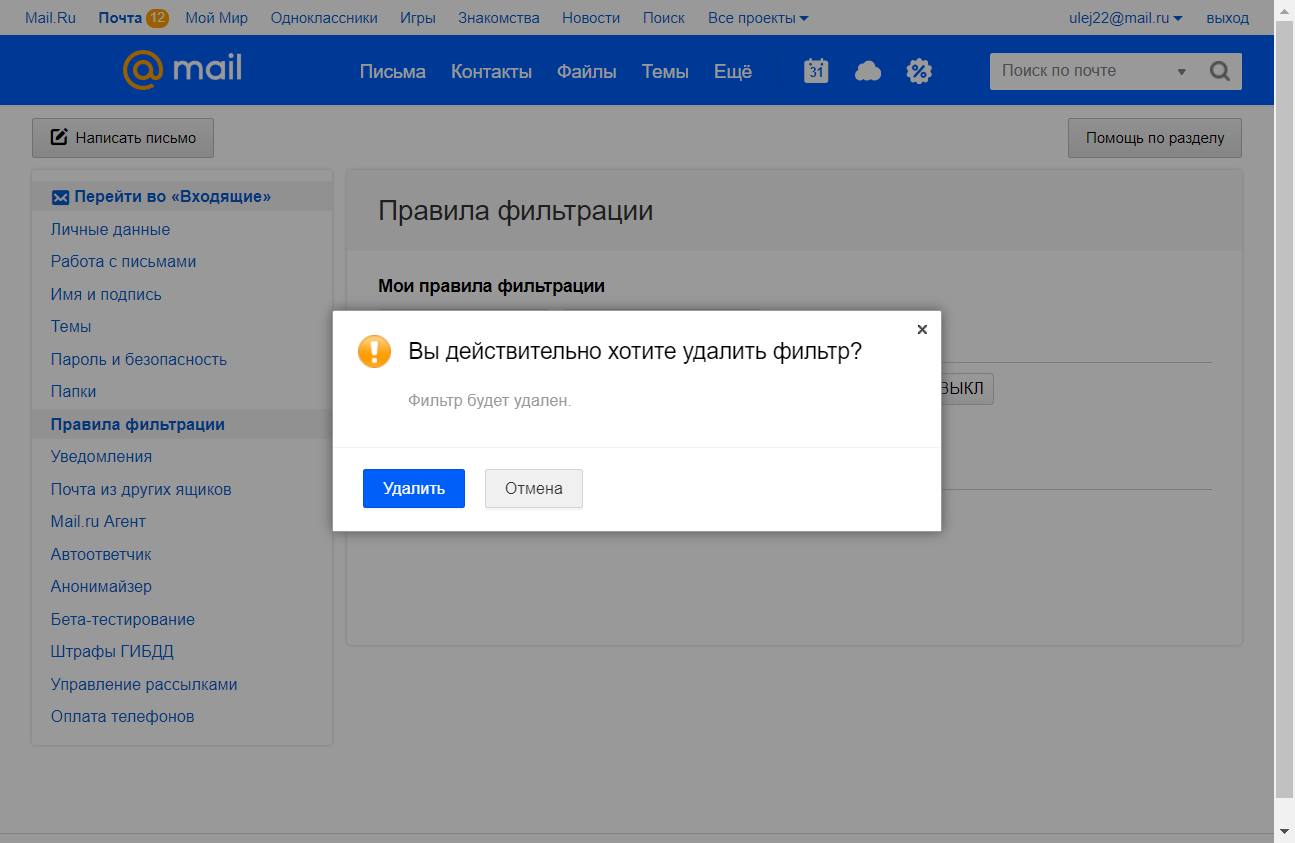 Mail.Ru Почта 12 Мой Мир Одноклассники Игры Знакомства Новости Поиск Все проекты ulej22@mail.ru выход
@mail Письма Контакты Файлы Темы Ещё 31 % Поиск по почте
Написать письмо Помощь по разделу
Перейти во «Входящие»
Личные данные
Работа с письмами
Имя и подпись
Темы
Пароль и безопасность
Папки
Правила фильтрации
Уведомления
Почта из других ящиков
Mail.ru Агент
Автоответчик
Анонимайзер
Бета-тестирование
Штрафы ГИБДД
Управление рассылками
Оплата телефонов
Правила фильтрации
Мои правила фильтрации
ВЫКЛ
Вы действительно хотите удалить фильтр?
Фильтр будет удален.
Удалить Отмена